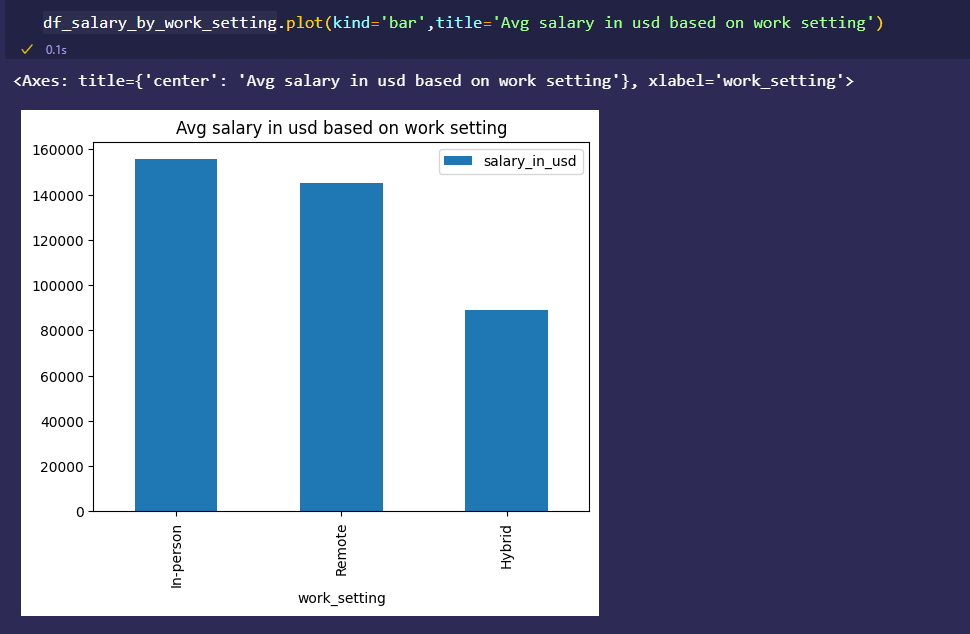 df_salary_by_work_setting.plot(kind='bar',title='Avg salary in usd based on work setting')
0.1s
<Axes: title={'center': 'Avg salary in usd based on work setting'}, xlabel='work_setting'>
Avg salary in usd based on work setting
salary_in_usd
160000
140000
120000
100000
80000
60000
40000
20000
0
In-person
Remote
Hybrid
work_setting